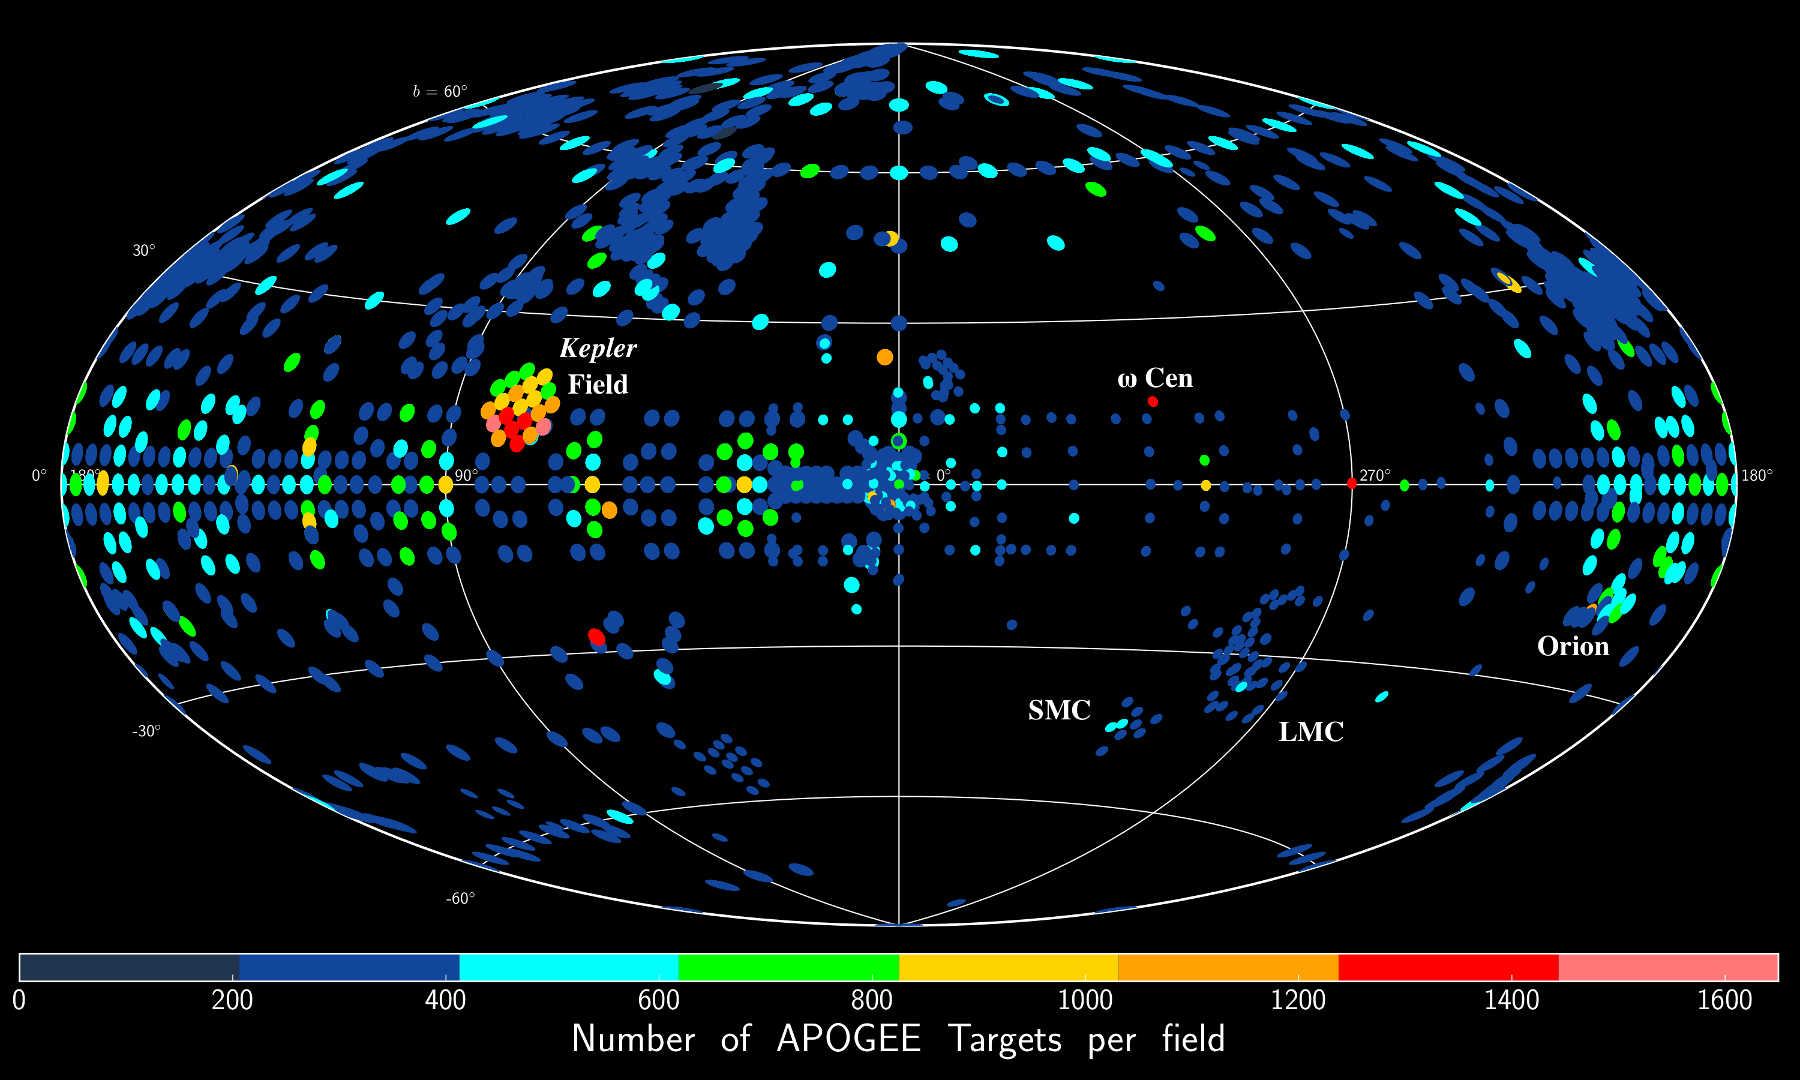 b = 60°
30°
Kepler
Field
ω Cen
0°
180°
90°
0°
270°
180°
Orion
SMC
LMC
-30°
-60°
0 200 400 600 800 1000 1200 1400 1600
Number of APOGEE Targets per field